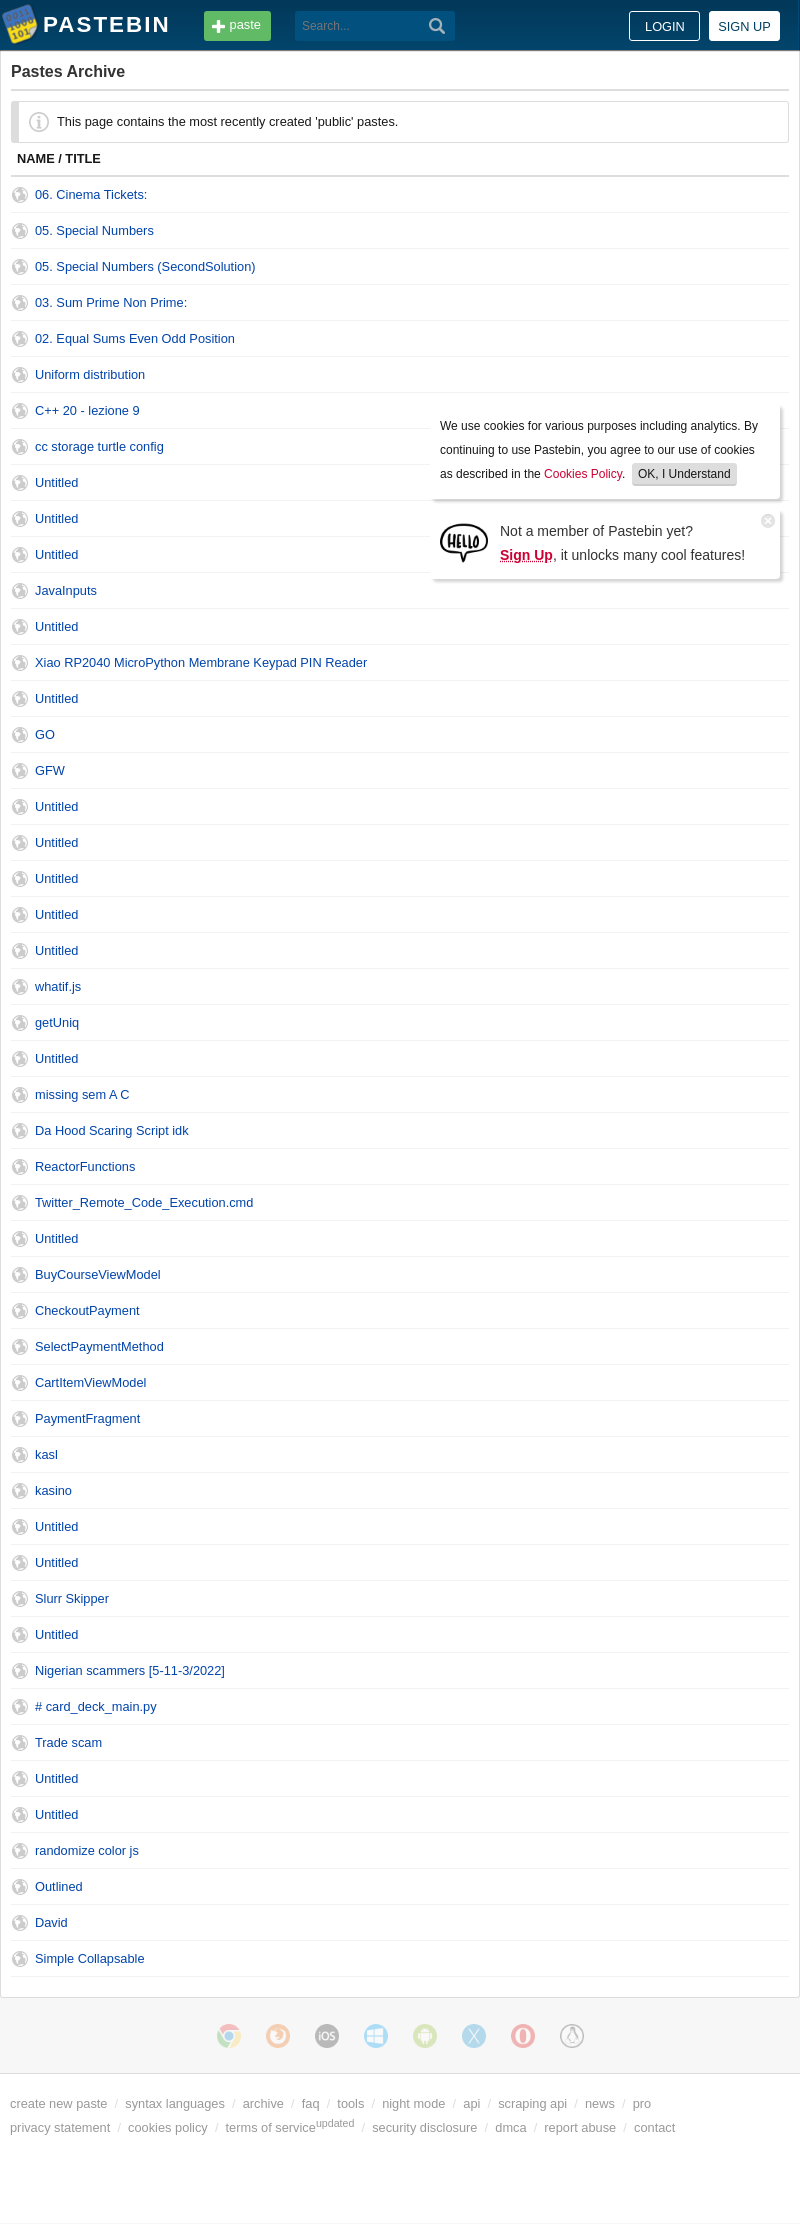 PASTEBIN paste Search... LOGIN SIGN UP
Pastes Archive
This page contains the most recently created 'public' pastes.
NAME / TITLE
06. Cinema Tickets:
05. Special Numbers
05. Special Numbers (SecondSolution)
03. Sum Prime Non Prime:
02. Equal Sums Even Odd Position
Uniform distribution
C++ 20 - lezione 9
cc storage turtle config
Untitled
Untitled
Untitled
We use cookies for various purposes including analytics. By
continuing to use Pastebin, you agree to our use of cookies
as described in the Cookies Policy. OK, I Understand
HELLO
Not a member of Pastebin yet?
Sign Up, it unlocks many cool features!
JavaInputs
Untitled
Xiao RP2040 MicroPython Membrane Keypad PIN Reader
Untitled
GO
GFW
Untitled
Untitled
Untitled
Untitled
Untitled
whatif.js
getUniq
Untitled
missing sem A C
Da Hood Scaring Script idk
ReactorFunctions
Twitter_Remote_Code_Execution.cmd
Untitled
BuyCourseViewModel
CheckoutPayment
SelectPaymentMethod
CartItemViewModel
PaymentFragment
kasl
kasino
Untitled
Untitled
Slurr Skipper
Untitled
Nigerian scammers [5-11-3/2022]
# card_deck_main.py
Trade scam
Untitled
Untitled
randomize color js
Outlined
David
Simple Collapsable
iOS
create new paste / syntax languages / archive / faq / tools / night mode / api / scraping api / news / pro
privacy statement / cookies policy / terms of service updated / security disclosure / dmca / report abuse / contact